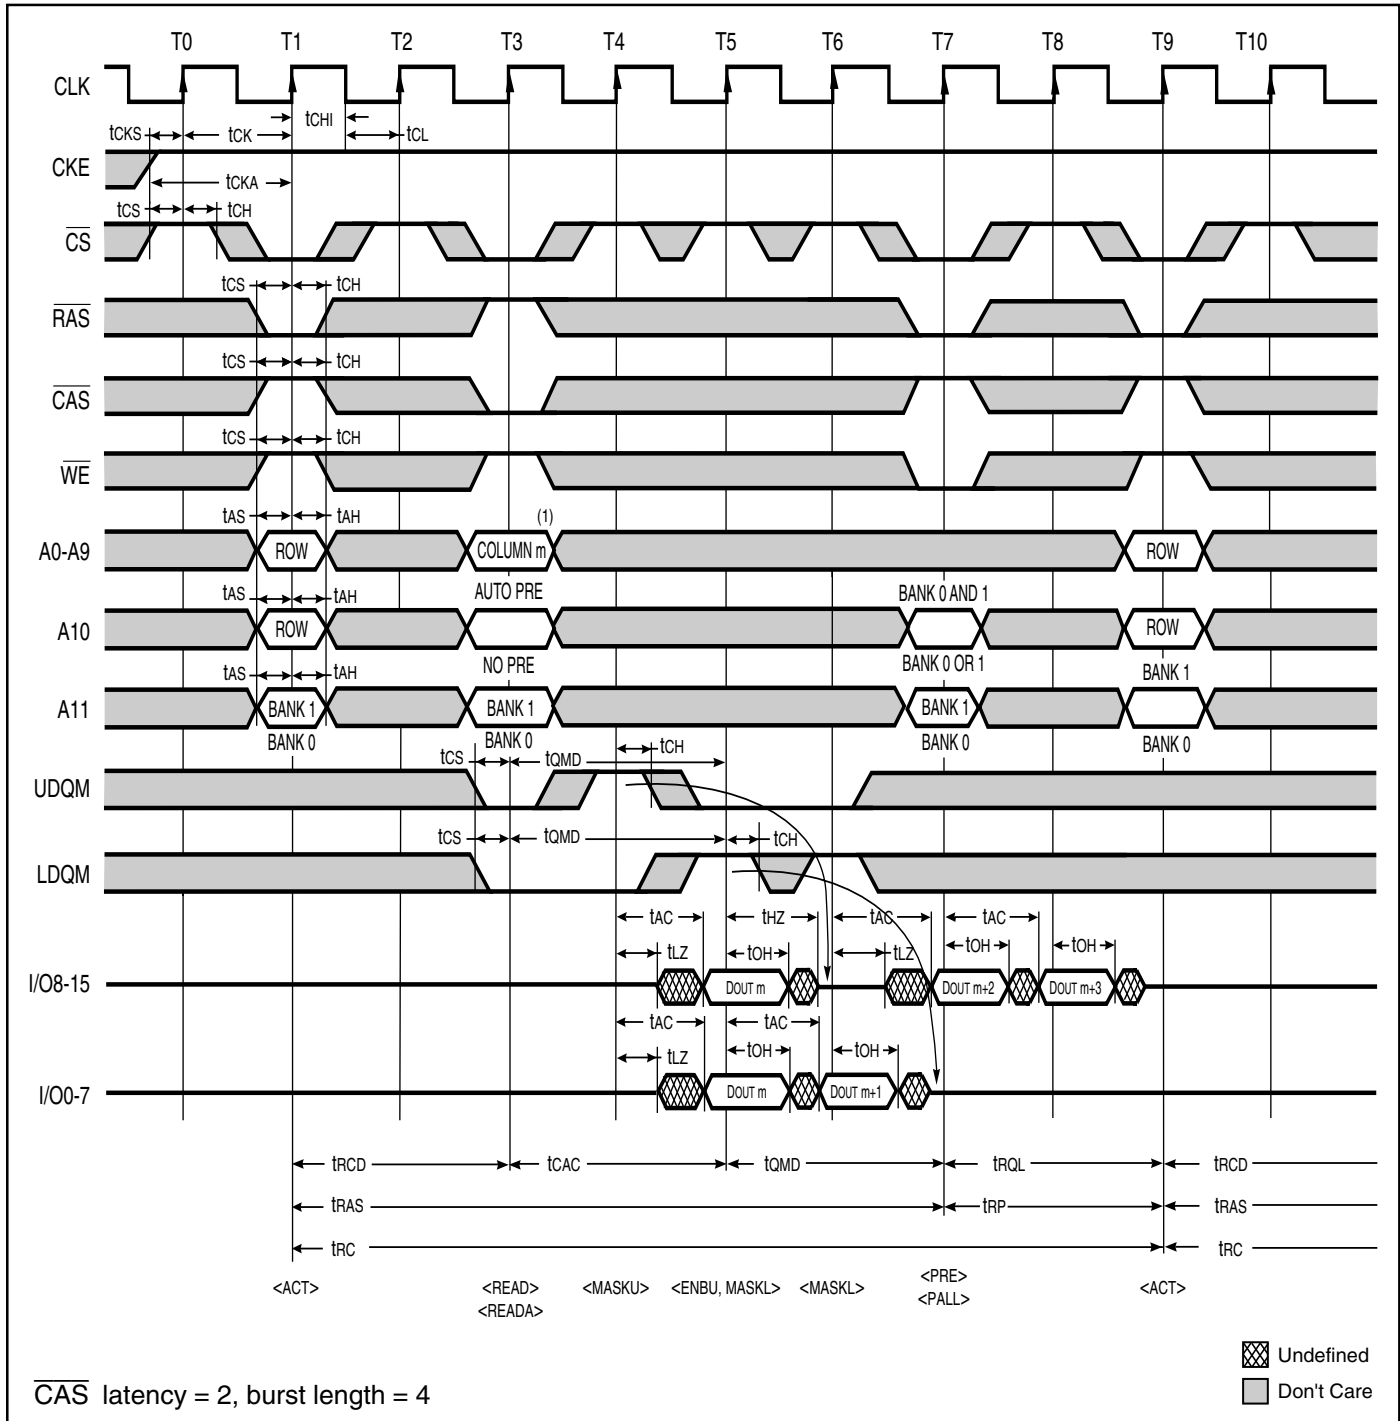 T0 T1 T2 T3 T4 T5 T6 T7 T8 T9 T10
CLK
tCHI
tCKS tCK tCL
CKE
tCKA
tCS tCH
CS
tCS tCH
RAS
tCS tCH
CAS
tCS tCH
WE
tAS tAH (1)
A0-A9 ROW COLUMN m ROW
tAS tAH AUTO PRE BANK 0 AND 1
A10 ROW ROW
NO PRE BANK 0 OR 1 BANK 1
tAS tAH
A11 BANK 1 BANK 1 BANK 1
BANK 0 BANK 0 BANK 0 BANK 0
tCS tQMD tCH
UDQM
tCS tQMD tCH
LDQM
tAC tHZ tAC tAC
tLZ tOH tLZ tOH tOH
I/O8-15 DOUT m DOUT m+2 DOUT m+3
tAC tAC
tLZ tOH tOH
I/O0-7 DOUT m DOUT m+1
tRCD tCAC tQMD tRQL tRCD
tRAS tRP tRAS
tRC tRC
<ACT> <READ> <MASKU> <ENBU, MASKL> <MASKL> <PRE> <ACT>
<READA> <PALL>
Undefined
Don't Care
CAS latency = 2, burst length = 4